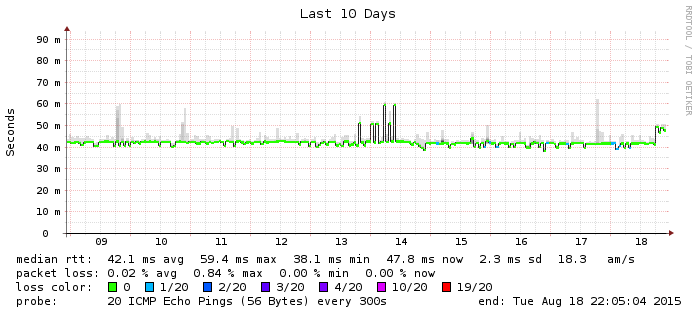 Last 10 Days
RRDTOOL / TOBI OETIKER
Seconds
90 m
80 m
70 m
60 m
50 m
40 m
30 m
20 m
10 m
0
09 10 11 12 13 14 15 16 17 18
median rtt: 42.1 ms avg 59.4 ms max 38.1 ms min 47.8 ms now 2.3 ms sd 18.3 am/s
packet loss: 0.02 % avg 0.84 % max 0.00 % min 0.00 % now
loss color: 0 1/20 2/20 3/20 4/20 10/20 19/20
probe: 20 ICMP Echo Pings (56 Bytes) every 300s end: Tue Aug 18 22:05:04 2015